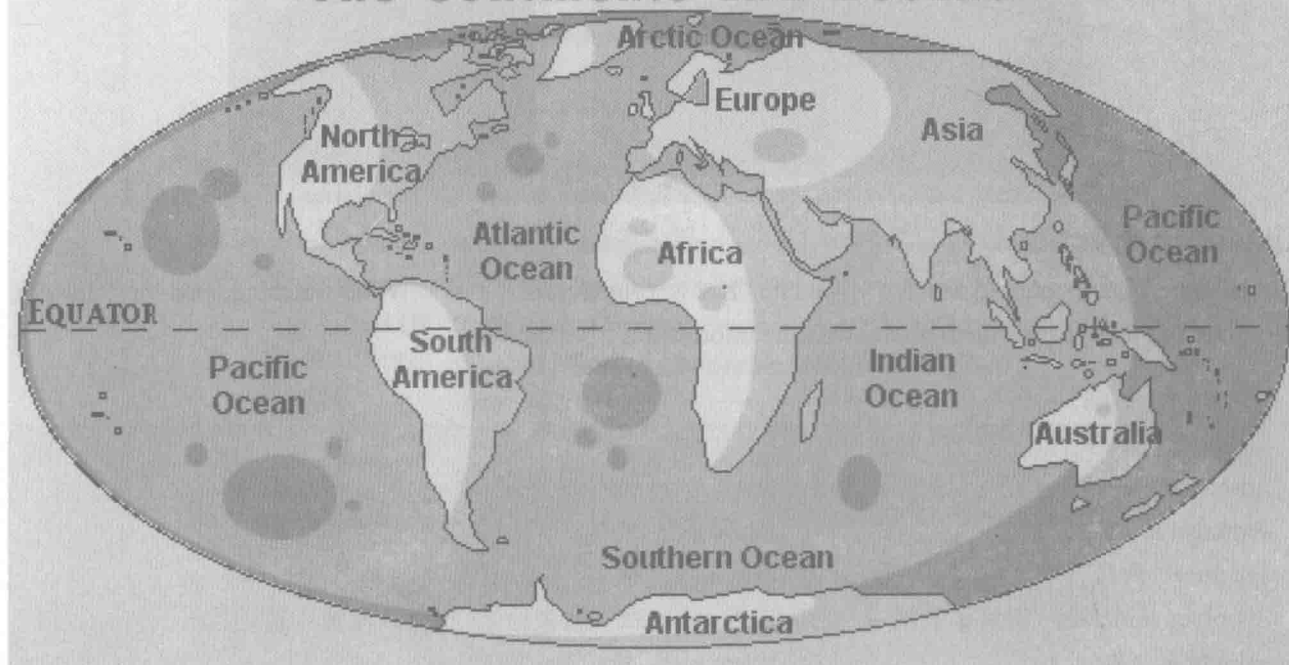 Arctic Ocean
Europe
Asia
North
America
Atlantic
Ocean
Africa
Pacific
Ocean
EQUATOR
South
America
Pacific
Ocean
Indian
Ocean
Australia
Southern Ocean
Antarctica